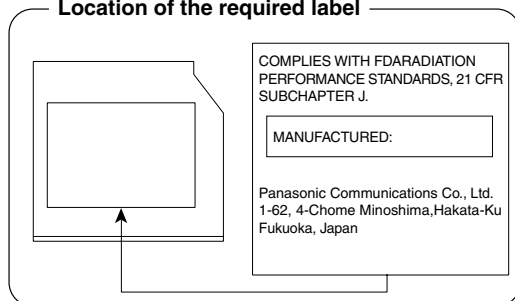 Location of the required label
COMPLIES WITH FDARADIATION
PERFORMANCE STANDARDS, 21 CFR
SUBCHAPTER J.
MANUFACTURED:
Panasonic Communications Co., Ltd.
1-62, 4-Chome Minoshima,Hakata-Ku
Fukuoka, Japan